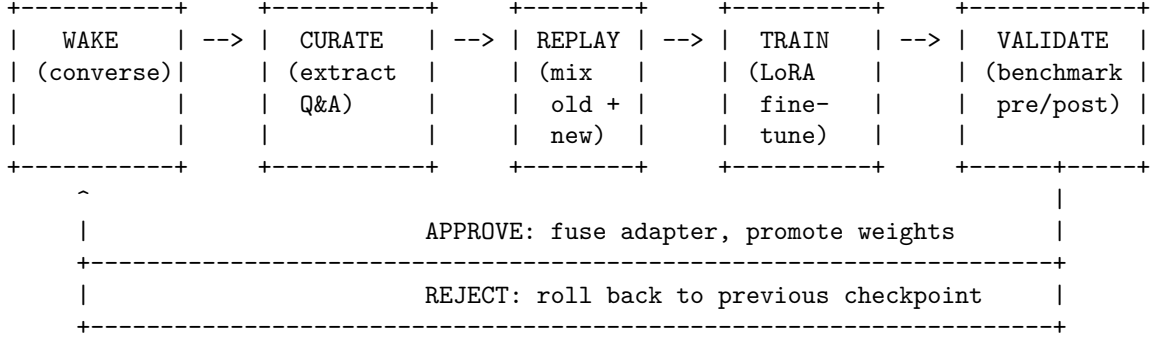 +-----------+     +-----------+     +--------+     +----------+     +------------+
|   WAKE    | --> |  CURATE   | --> | REPLAY | --> |  TRAIN   | --> |  VALIDATE  |
| (converse)|     | (extract  |     | (mix   |     | (LoRA    |     | (benchmark |
|           |     |  Q&A)     |     |  old + |     |  fine-   |     |  pre/post) |
|           |     |           |     |  new)  |     |  tune)   |     |            |
+-----------+     +-----------+     +--------+     +----------+     +------+-----+
     ^                                                                     |
     |                        APPROVE: fuse adapter, promote weights       |
     +---------------------------------------------------------------------+
     |                        REJECT: roll back to previous checkpoint     |
     +---------------------------------------------------------------------+